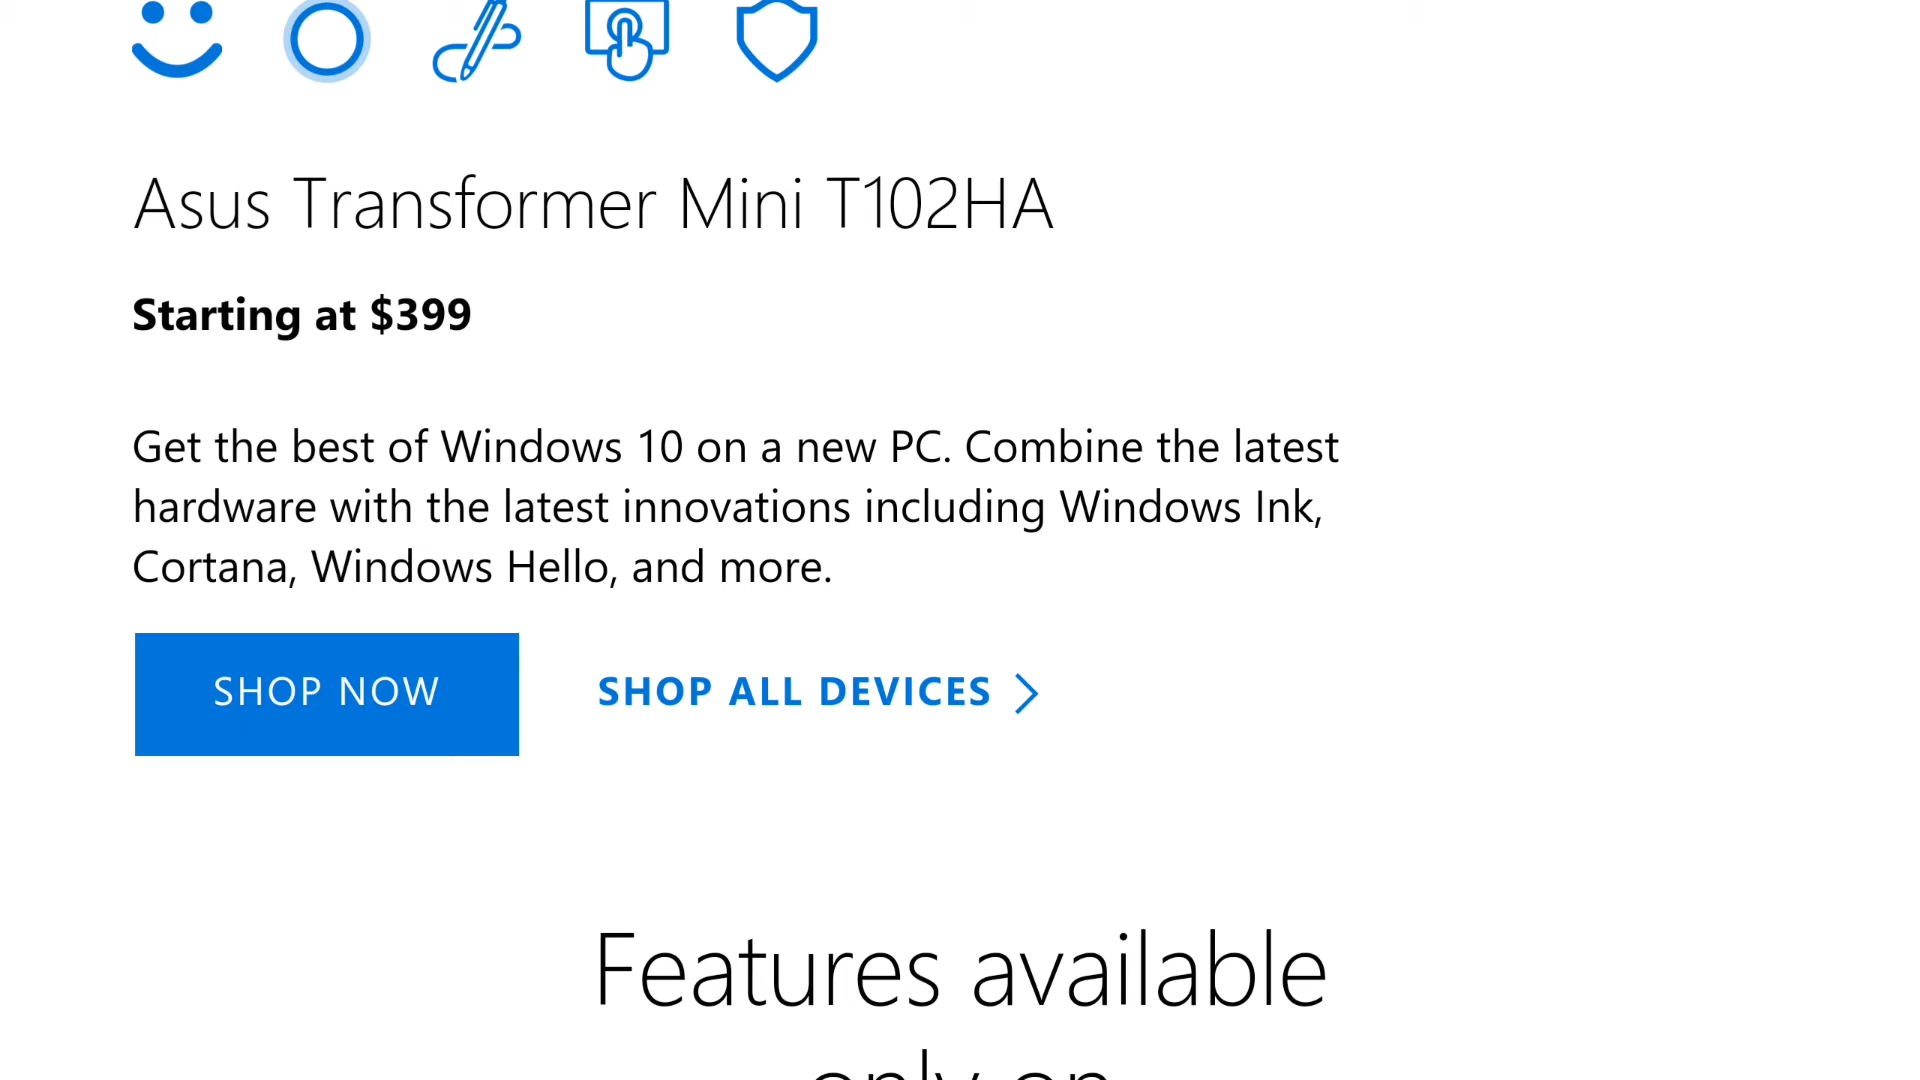 Asus Transformer Mini T102HA
Starting at $399
Get the best of Windows 10 on a new PC. Combine the latest
hardware with the latest innovations including Windows Ink,
Cortana, Windows Hello, and more.
SHOP NOW
SHOP ALL DEVICES
Features available
only on